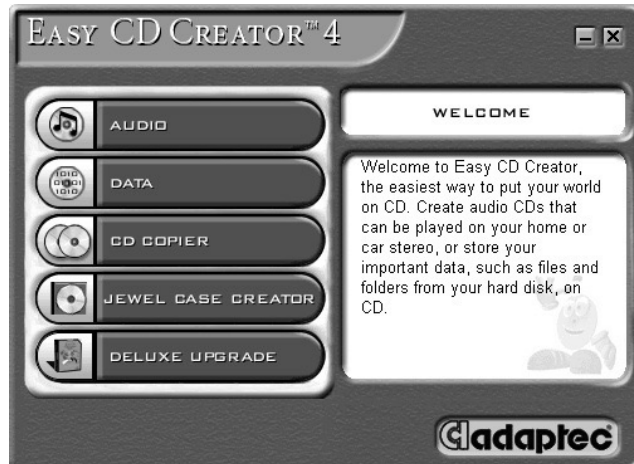 EASY CD CREATOR™ 4
AUDIO
DATA
CD COPIER
JEWEL CASE CREATOR
DELUXE UPGRADE
WELCOME
Welcome to Easy CD Creator,
the easiest way to put your world
on CD. Create audio CDs that
can be played on your home or
car stereo, or store your
important data, such as files and
folders from your hard disk, on
CD.
adaptec